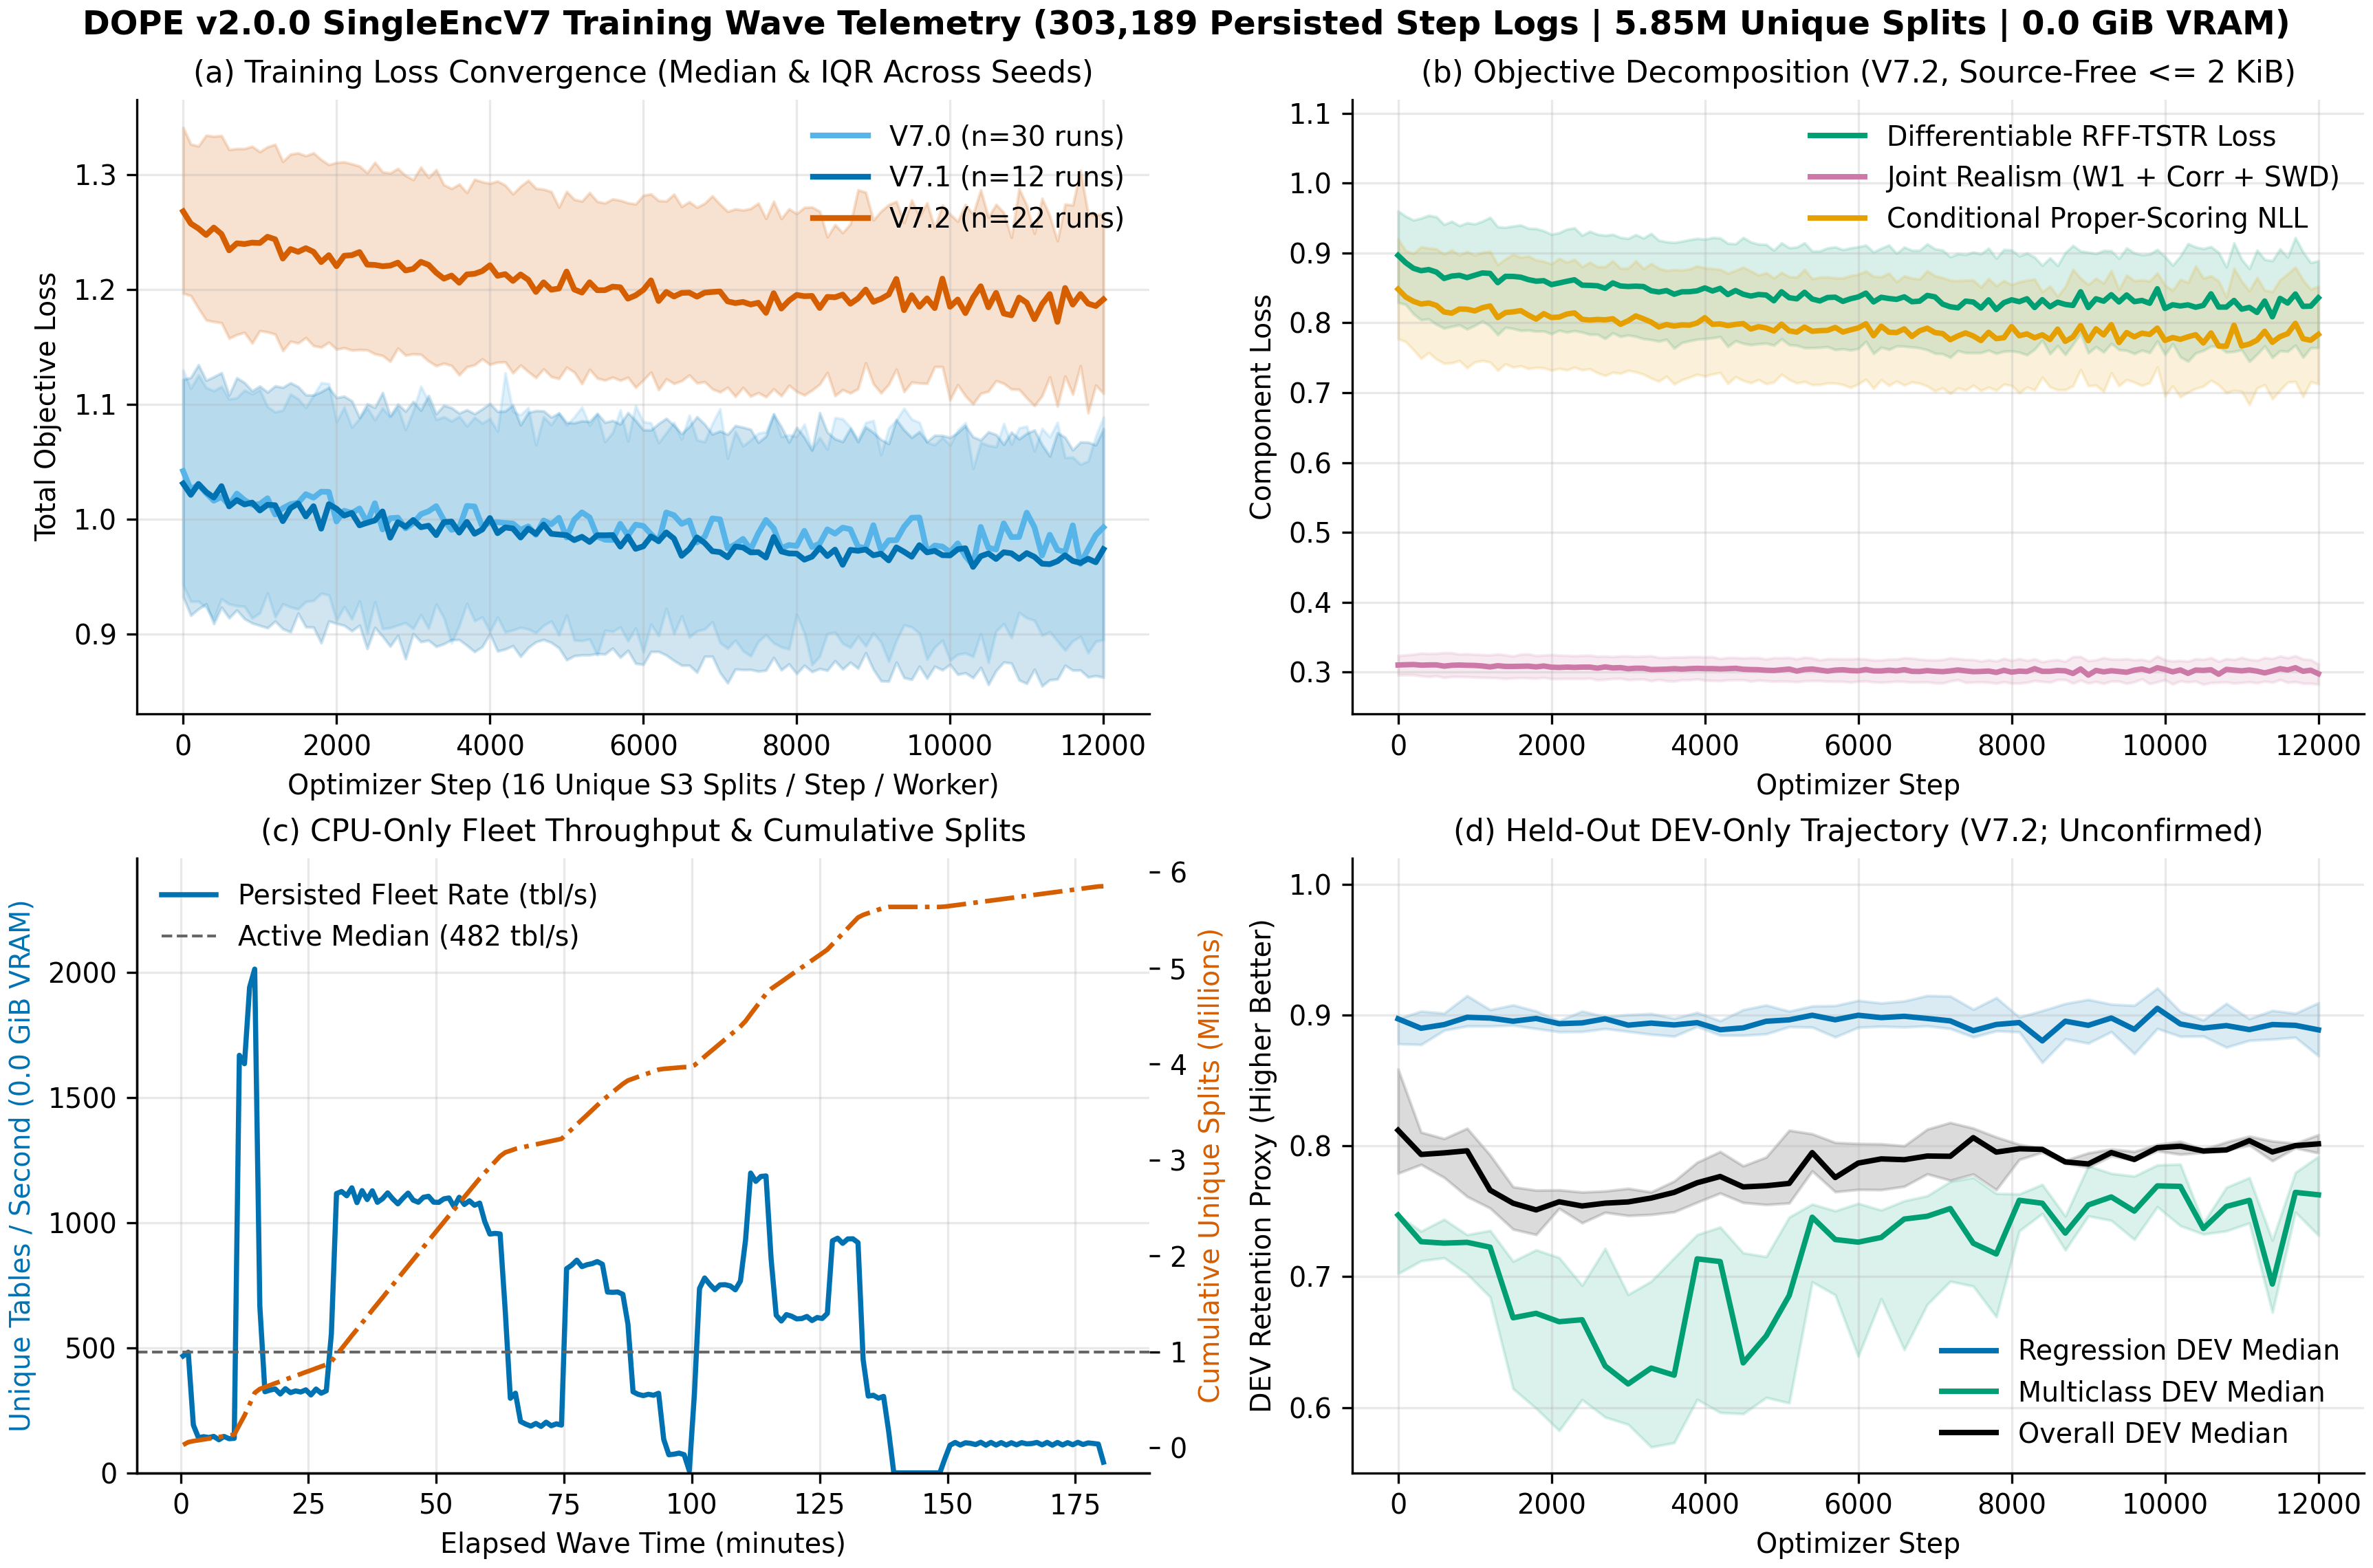 DOPE v2.0.0 SingleEncV7 Training Wave Telemetry (303,189 Persisted Step Logs | 5.85M Unique Splits | 0.0 GiB VRAM)
(a) Training Loss Convergence (Median & IQR Across Seeds)
V7.0 (n=30 runs)
V7.1 (n=12 runs)
V7.2 (n=22 runs)
Total Objective Loss
1.3
1.2
1.1
1.0
0.9
0
2000
4000
6000
8000
10000
12000
Optimizer Step (16 Unique S3 Splits / Step / Worker)
(b) Objective Decomposition (V7.2, Source-Free <= 2 KiB)
Differentiable RFF-TSTR Loss
Joint Realism (W1 + Corr + SWD)
Conditional Proper-Scoring NLL
Component Loss
1.1
1.0
0.9
0.8
0.7
0.6
0.5
0.4
0.3
0
2000
4000
6000
8000
10000
12000
Optimizer Step
(c) CPU-Only Fleet Throughput & Cumulative Splits
Persisted Fleet Rate (tbl/s)
Active Median (482 tbl/s)
Unique Tables / Second (0.0 GiB VRAM)
2000
1500
1000
500
0
Cumulative Unique Splits (Millions)
6
5
4
3
2
1
0
0
25
50
75
100
125
150
175
Elapsed Wave Time (minutes)
(d) Held-Out DEV-Only Trajectory (V7.2; Unconfirmed)
DEV Retention Proxy (Higher Better)
1.0
0.9
0.8
0.7
0.6
Regression DEV Median
Multiclass DEV Median
Overall DEV Median
0
2000
4000
6000
8000
10000
12000
Optimizer Step